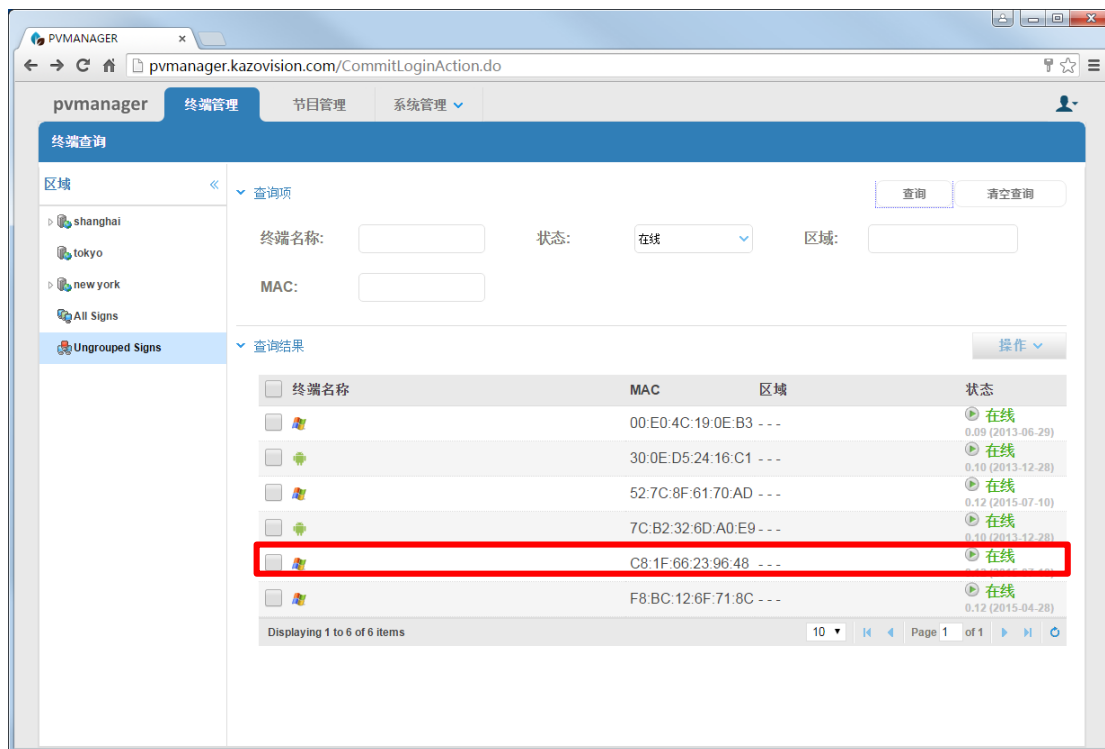 PVMANAGER
pvmanager.kazovision.com/CommitLoginAction.do
pvmanager 终端管理 节目管理 系统管理
终端查询
区域
shanghai
tokyo
new york
All Signs
Ungrouped Signs
查询项 查询 清空查询
终端名称: 状态: 在线 区域:
MAC:
查询结果 操作
终端名称 MAC 区域 状态
00:E0:4C:19:0E:B3 - - - 在线
0.09 (2013-06-29)
30:0E:D5:24:16:C1 - - - 在线
0.10 (2013-12-28)
52:7C:8F:61:70:AD - - - 在线
0.12 (2015-07-10)
7C:B2:32:6D:A0:E9 - - - 在线
0.10 (2013-12-28)
C8:1F:66:23:96:48 - - - 在线
F8:BC:12:6F:71:8C - - - 在线
0.12 (2015-04-28)
Displaying 1 to 6 of 6 items 10 Page 1 of 1